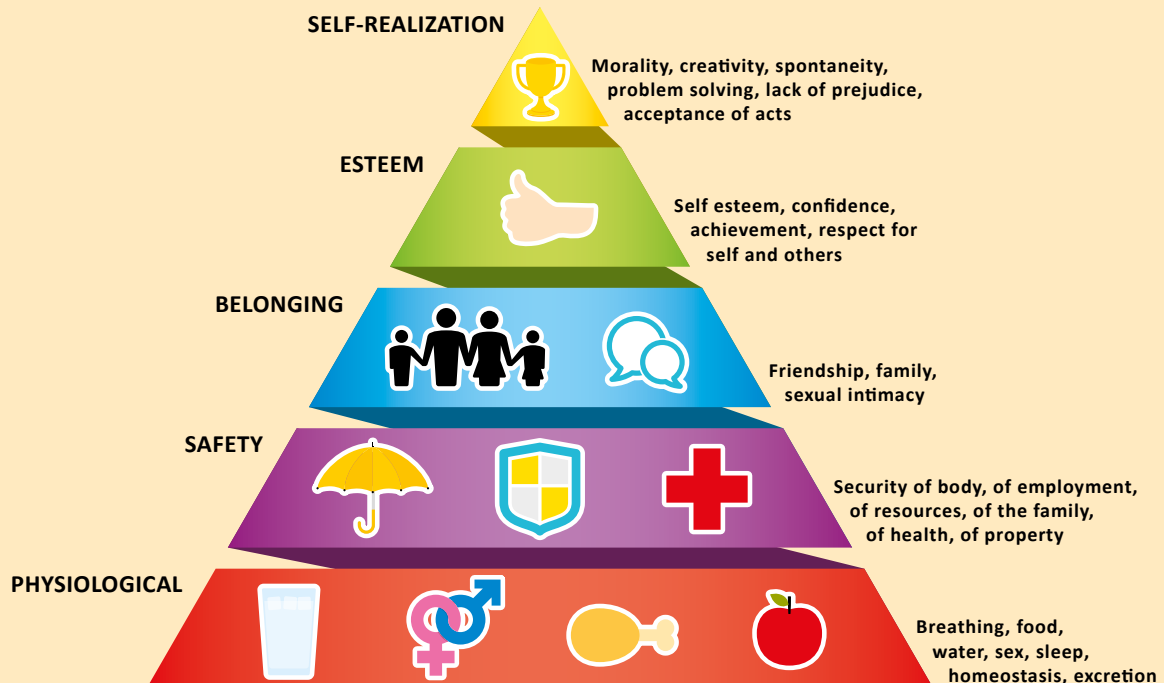 SELF-REALIZATION
Morality, creativity, spontaneity,
problem solving, lack of prejudice,
acceptance of acts
ESTEEM
Self esteem, confidence,
achievement, respect for
self and others
BELONGING
Friendship, family,
sexual intimacy
SAFETY
Security of body, of employment,
of resources, of the family,
of health, of property
PHYSIOLOGICAL
Breathing, food,
water, sex, sleep,
homeostasis, excretion